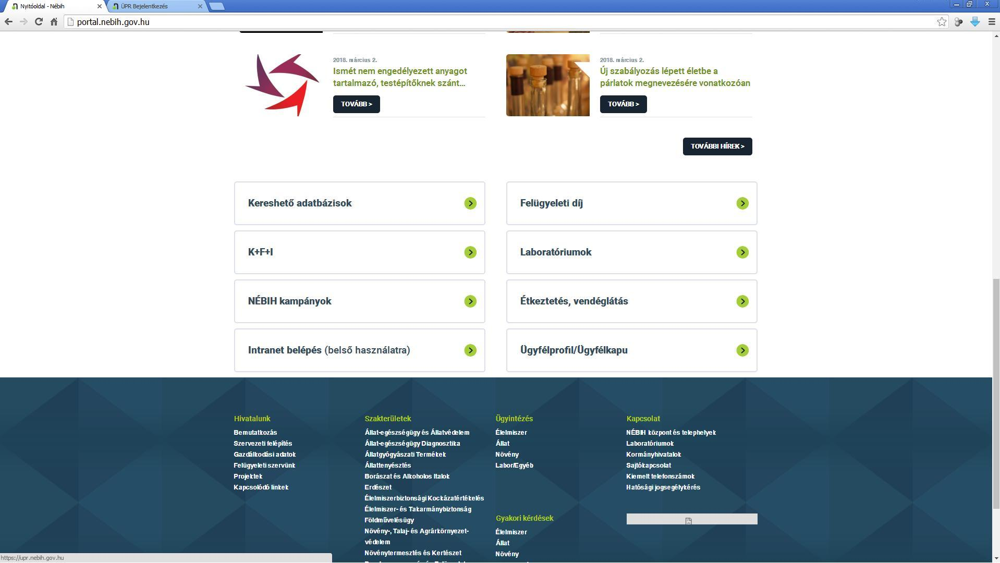 Nyitóoldal - Nébih
ÜPR Bejelentkezés
portal.nebih.gov.hu
2018. március 2.
Ismét nem engedélyezett anyagot
tartalmazó, testépítőknek szánt...
TOVÁBB >
2018. március 2.
Új szabályozás lépett életbe a
párlatok megnevezésére vonatkozóan
TOVÁBB >
TOVÁBBI HÍREK >
Kereshető adatbázisok
Felügyeleti díj
K+F+I
Laboratóriumok
NÉBIH kampányok
Étkeztetés, vendéglátás
Intranet belépés (belső használatra)
Ügyfélprofil/Ügyfélkapu
Hivatalunk
Bemutatkozás
Szervezeti felépítés
Gazdálkodási adatok
Felügyeleti szervünk
Projektek
Kapcsolódó linkek
Szakterületek
Állat-egészségügy és Állatvédelem
Állat-egészségügy Diagnosztika
Állatgyógyászati Termékek
Állattenyésztés
Borászat és Alkoholos Italok
Erdészet
Élelmiszerbiztonsági Kockázatértékelés
Élelmiszer- és Takarmánybiztonság
Földművelésügy
Növény-, Talaj- és Agrárkörnyezet-
védelem
Növénytermesztés és Kertészet
Ügyintézés
Élelmiszer
Állat
Növény
Labor/Egyéb
Gyakori kérdések
Élelmiszer
Állat
Növény
Kapcsolat
NÉBIH központ és telephelyek
Laboratóriumok
Kormányhivatalok
Sajtókapcsolat
Kiemelt telefonszámok
Hatósági jogsegélykérés
https://upr.nebih.gov.hu